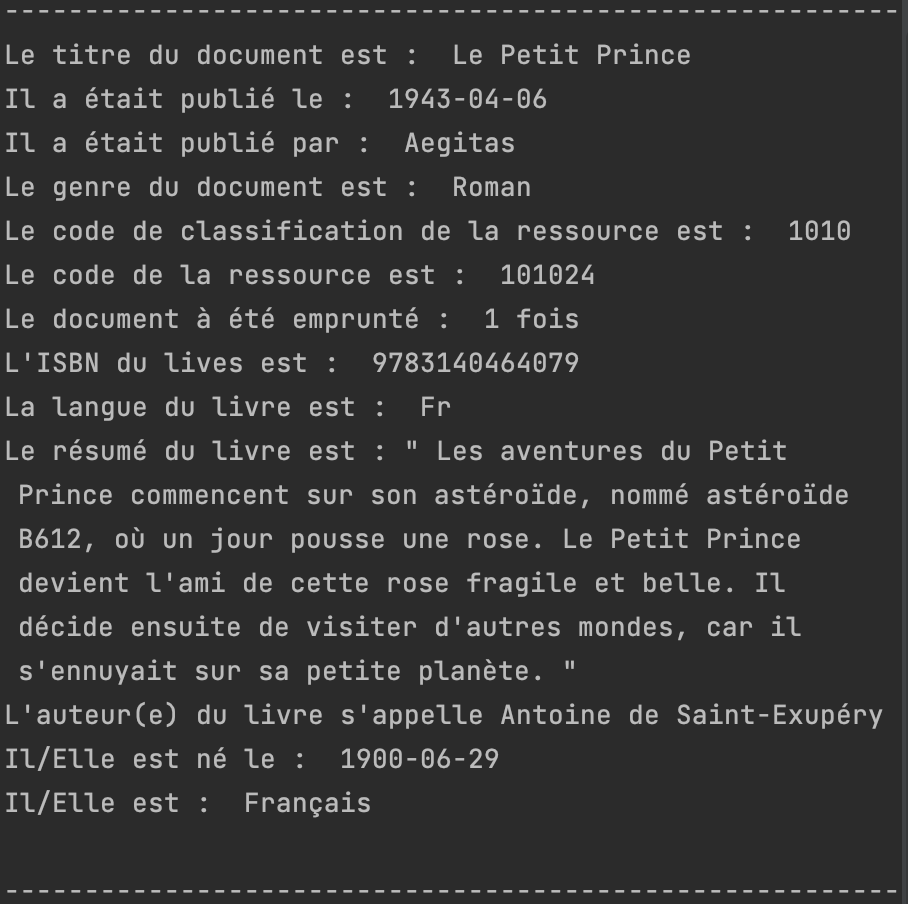 Le titre du document est :  Le Petit Prince
Il a était publié le :  1943-04-06
Il a était publié par :  Aegitas
Le genre du document est :  Roman
Le code de classification de la ressource est :  1010
Le code de la ressource est :  101024
Le document à été emprunté :  1 fois
L'ISBN du lives est :  9783140464079
La langue du livre est :  Fr
Le résumé du livre est : " Les aventures du Petit
Prince commencent sur son astéroïde, nommé astéroïde
B612, où un jour pousse une rose. Le Petit Prince
devient l'ami de cette rose fragile et belle. Il
décide ensuite de visiter d'autres mondes, car il
s'ennuyait sur sa petite planète. "
L'auteur(e) du livre s'appelle Antoine de Saint-Exupéry
Il/Elle est né le :  1900-06-29
Il/Elle est :  Français